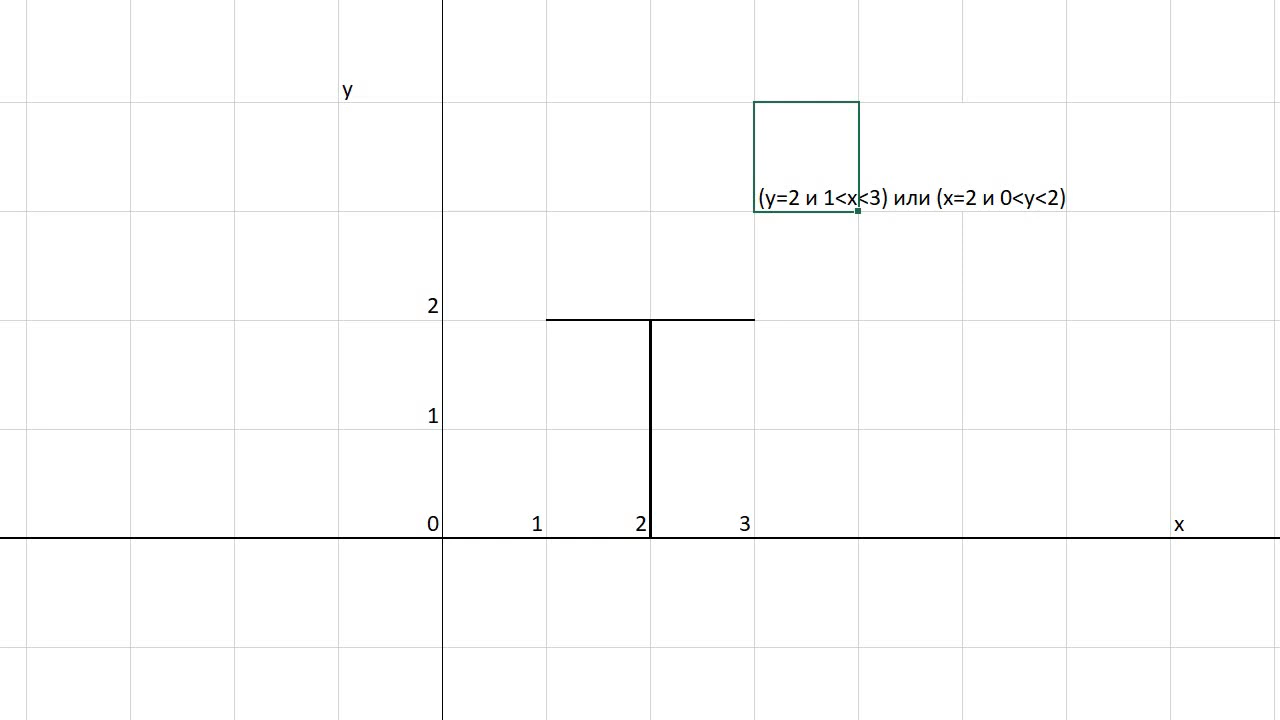 y
(y=2 и 1<x<3) или (x=2 и 0<y<2)
2
1
0 1 2 3 x